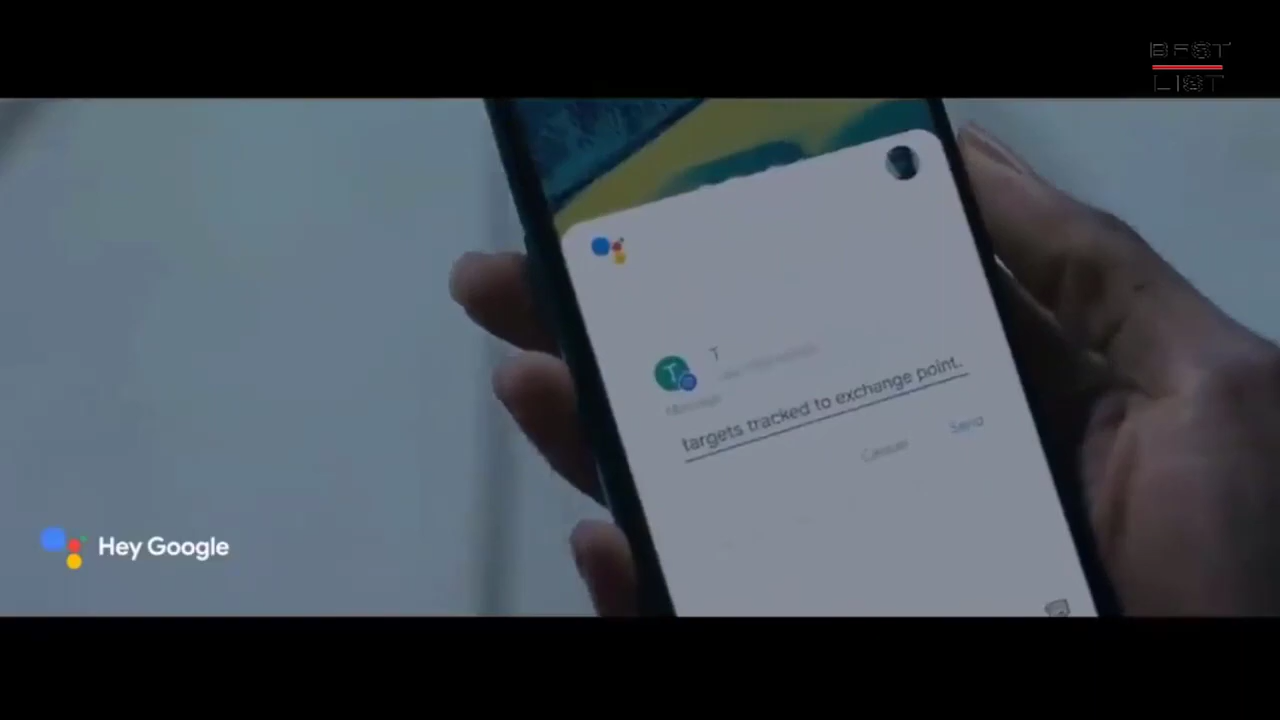 BEST
LIST
T
T
targets tracked to exchange point.
Cancel
Send
Hey Google